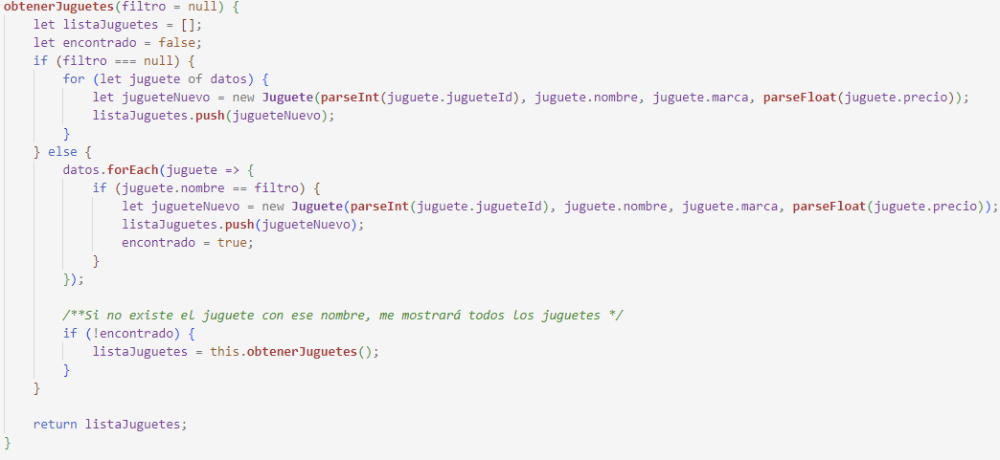 obtenerJuguetes(filtro = null) {
    let listaJuguetes = [];
    let encontrado = false;
    if (filtro === null) {
        for (let juguete of datos) {
            let jugueteNuevo = new Juguete(parseInt(juguete.jugueteId), juguete.nombre, juguete.marca, parseFloat(juguete.precio));
            listaJuguetes.push(jugueteNuevo);
        }
    } else {
        datos.forEach(juguete => {
            if (juguete.nombre == filtro) {
                let jugueteNuevo = new Juguete(parseInt(juguete.jugueteId), juguete.nombre, juguete.marca, parseFloat(juguete.precio));
                listaJuguetes.push(jugueteNuevo);
                encontrado = true;
            }
        });

        /**Si no existe el juguete con ese nombre, me mostrará todos los juguetes */
        if (!encontrado) {
            listaJuguetes = this.obtenerJuguetes();
        }
    }

    return listaJuguetes;
}